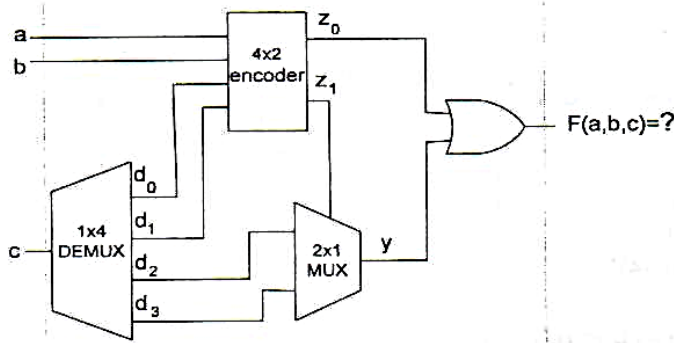 a
b
4x2
encoder
z0
z1
F(a,b,c)=?
c
1x4
DEMUX
d0
d1
d2
d3
2x1
MUX
y